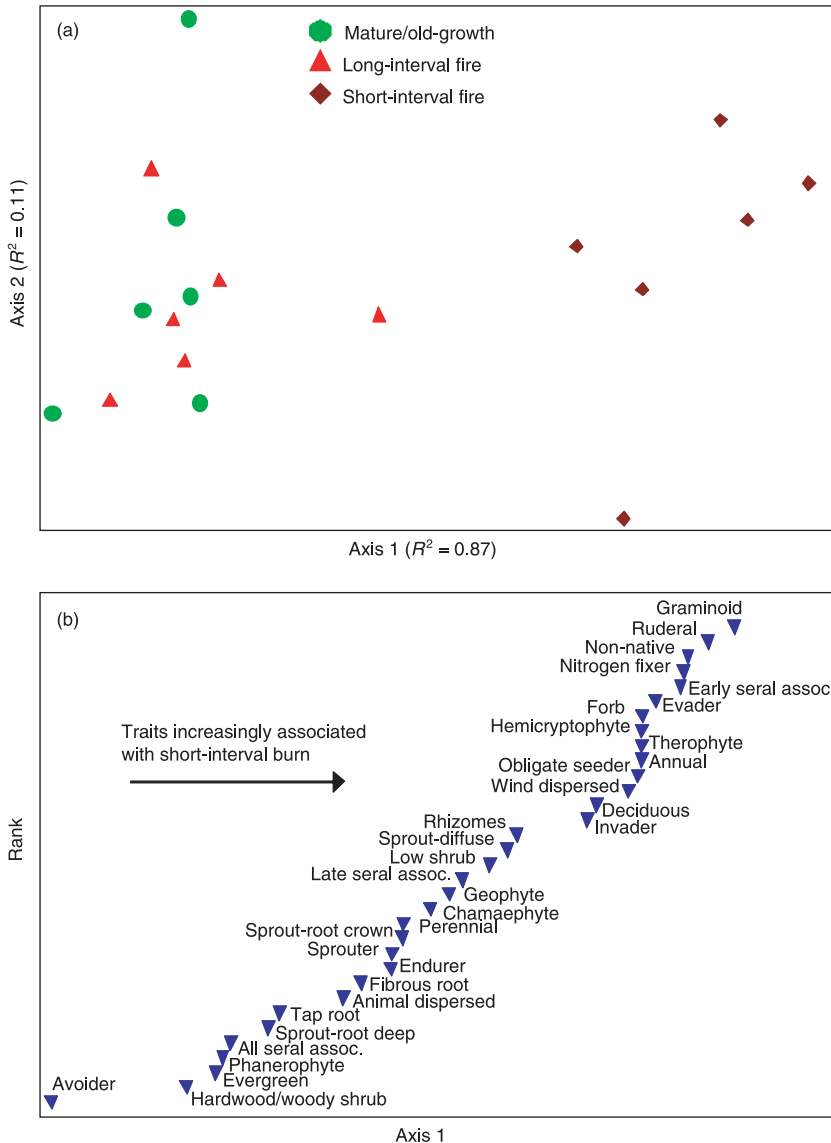 (a)
Mature/old-growth
Long-interval fire
Short-interval fire
Axis 2 (R² = 0.11)
Axis 1 (R² = 0.87)
(b)
Graminoid
Ruderal
Non-native
Nitrogen fixer
Early seral assoc.
Evader
Forb
Hemicryptophyte
Therophyte
Annual
Traits increasingly associated
with short-interval burn
Obligate seeder
Wind dispersed
Deciduous
Invader
Rhizomes
Sprout-diffuse
Low shrub
Late seral assoc.
Geophyte
Chamaephyte
Perennial
Sprout-root crown
Sprouter
Endurer
Fibrous root
Animal dispersed
Tap root
Sprout-root deep
All seral assoc.
Phanerophyte
Evergreen
Avoider
Hardwood/woody shrub
Rank
Axis 1